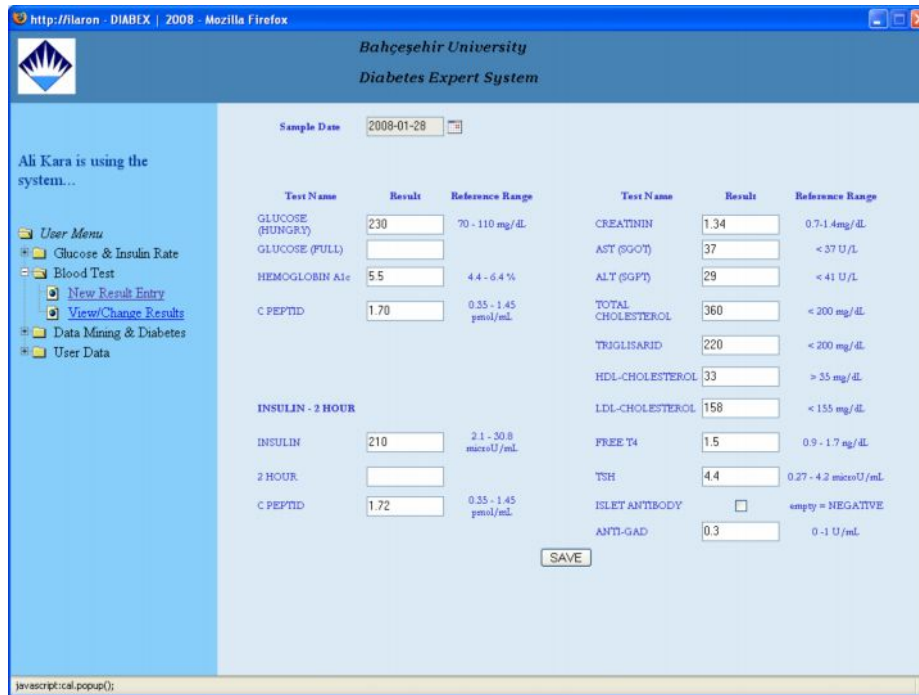 http://ilaron - DIABEX | 2008 - Mozilla Firefox
Bahçeşehir University
Diabetes Expert System
Ali Kara is using the
system...
User Menu
Glucose & Insulin Rate
Blood Test
New Result Entry
View/Change Results
Data Mining & Diabetes
User Data
Sample Date 2008-01-28
Test Name Result Reference Range
GLUCOSE
(HUNGRY) 230 70 - 110 mg/dL
GLUCOSE (FULL)
HEMOGLOBIN A1c 5.5 4.4 - 6.4 %
C PEPTID 1.70 0.35 - 1.45
pmol/mL
INSULIN - 2 HOUR
INSULIN 210 2.1 - 30.8
microU/mL
2 HOUR
C PEPTID 1.72 0.35 - 1.45
pmol/mL
Test Name Result Reference Range
CREATININ 1.34 0.7-1.4mg/dL
AST (SGOT) 37 < 37 U/L
ALT (SGPT) 29 < 41 U/L
TOTAL
CHOLESTEROL 360 < 200 mg/dL
TRIGLISARID 220 < 200 mg/dL
HDL-CHOLESTEROL 33 > 35 mg/dL
LDL-CHOLESTEROL 158 < 155 mg/dL
FREE T4 1.5 0.9 - 1.7 ng/dL
TSH 4.4 0.27 - 4.2 microU/mL
ISLET ANTIBODY empty = NEGATIVE
ANTI-GAD 0.3 0 -1 U/mL
SAVE
javascript:cal.popup();